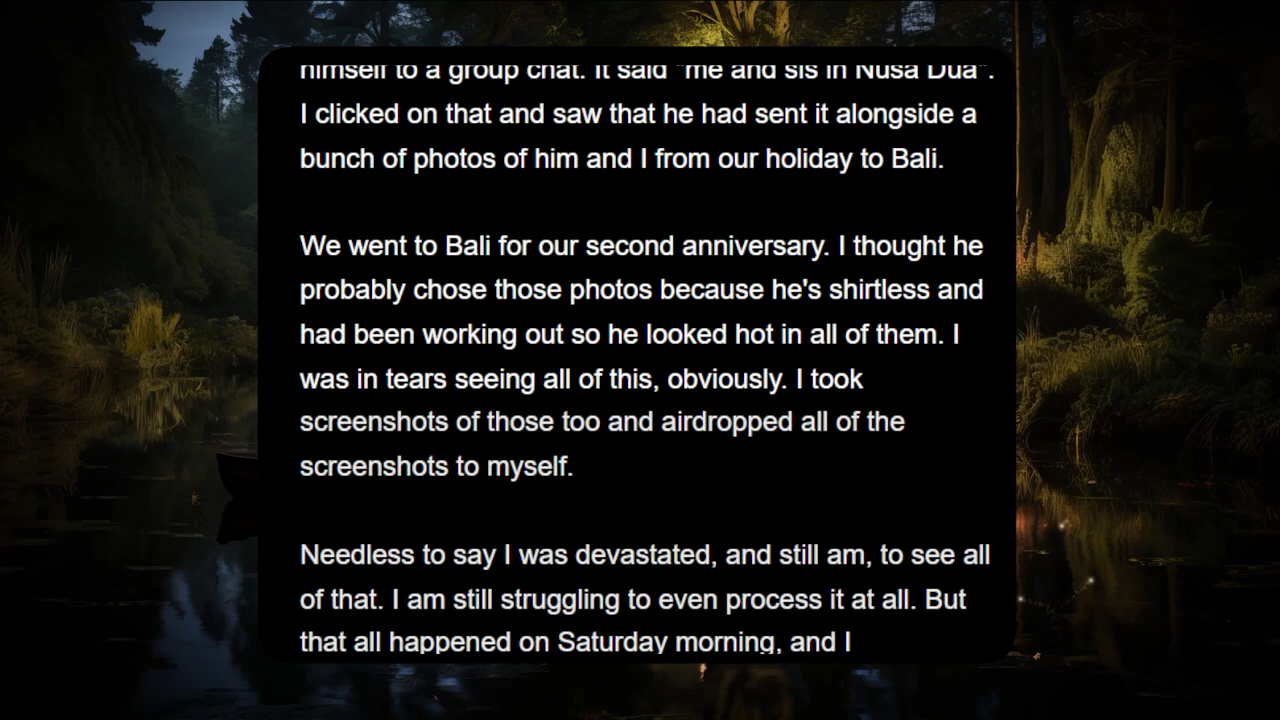 himself to a group chat. It said "me and sis in Nusa Dua".
I clicked on that and saw that he had sent it alongside a
bunch of photos of him and I from our holiday to Bali.
We went to Bali for our second anniversary. I thought he
probably chose those photos because he's shirtless and
had been working out so he looked hot in all of them. I
was in tears seeing all of this, obviously. I took
screenshots of those too and airdropped all of the
screenshots to myself.
Needless to say I was devastated, and still am, to see all
of that. I am still struggling to even process it at all. But
that all happened on Saturday morning, and I